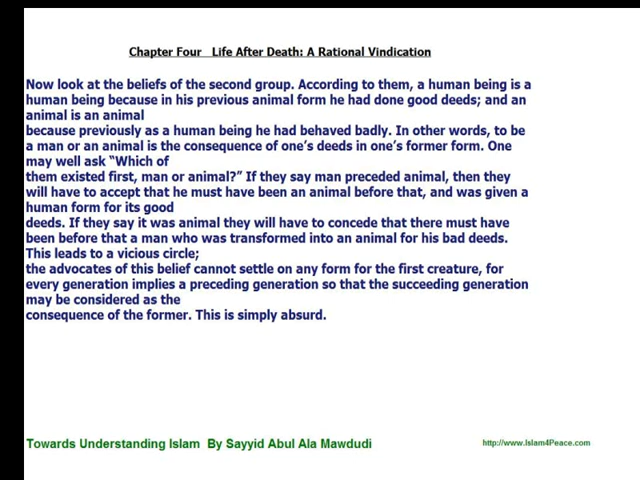 Chapter Four   Life After Death: A Rational Vindication
Now look at the beliefs of the second group. According to them, a human being is a
human being because in his previous animal form he had done good deeds; and an
animal is an animal
because previously as a human being he had behaved badly. In other words, to be
a man or an animal is the consequence of one’s deeds in one’s former form. One
may well ask “Which of
them existed first, man or animal?” If they say man preceded animal, then they
will have to accept that he must have been an animal before that, and was given a
human form for its good
deeds. If they say it was animal they will have to concede that there must have
been before that a man who was transformed into an animal for his bad deeds.
This leads to a vicious circle;
the advocates of this belief cannot settle on any form for the first creature, for
every generation implies a preceding generation so that the succeeding generation
may be considered as the
consequence of the former. This is simply absurd.
Towards Understanding Islam  By Sayyid Abul Ala Mawdudi
http://www.Islam4Peace.com